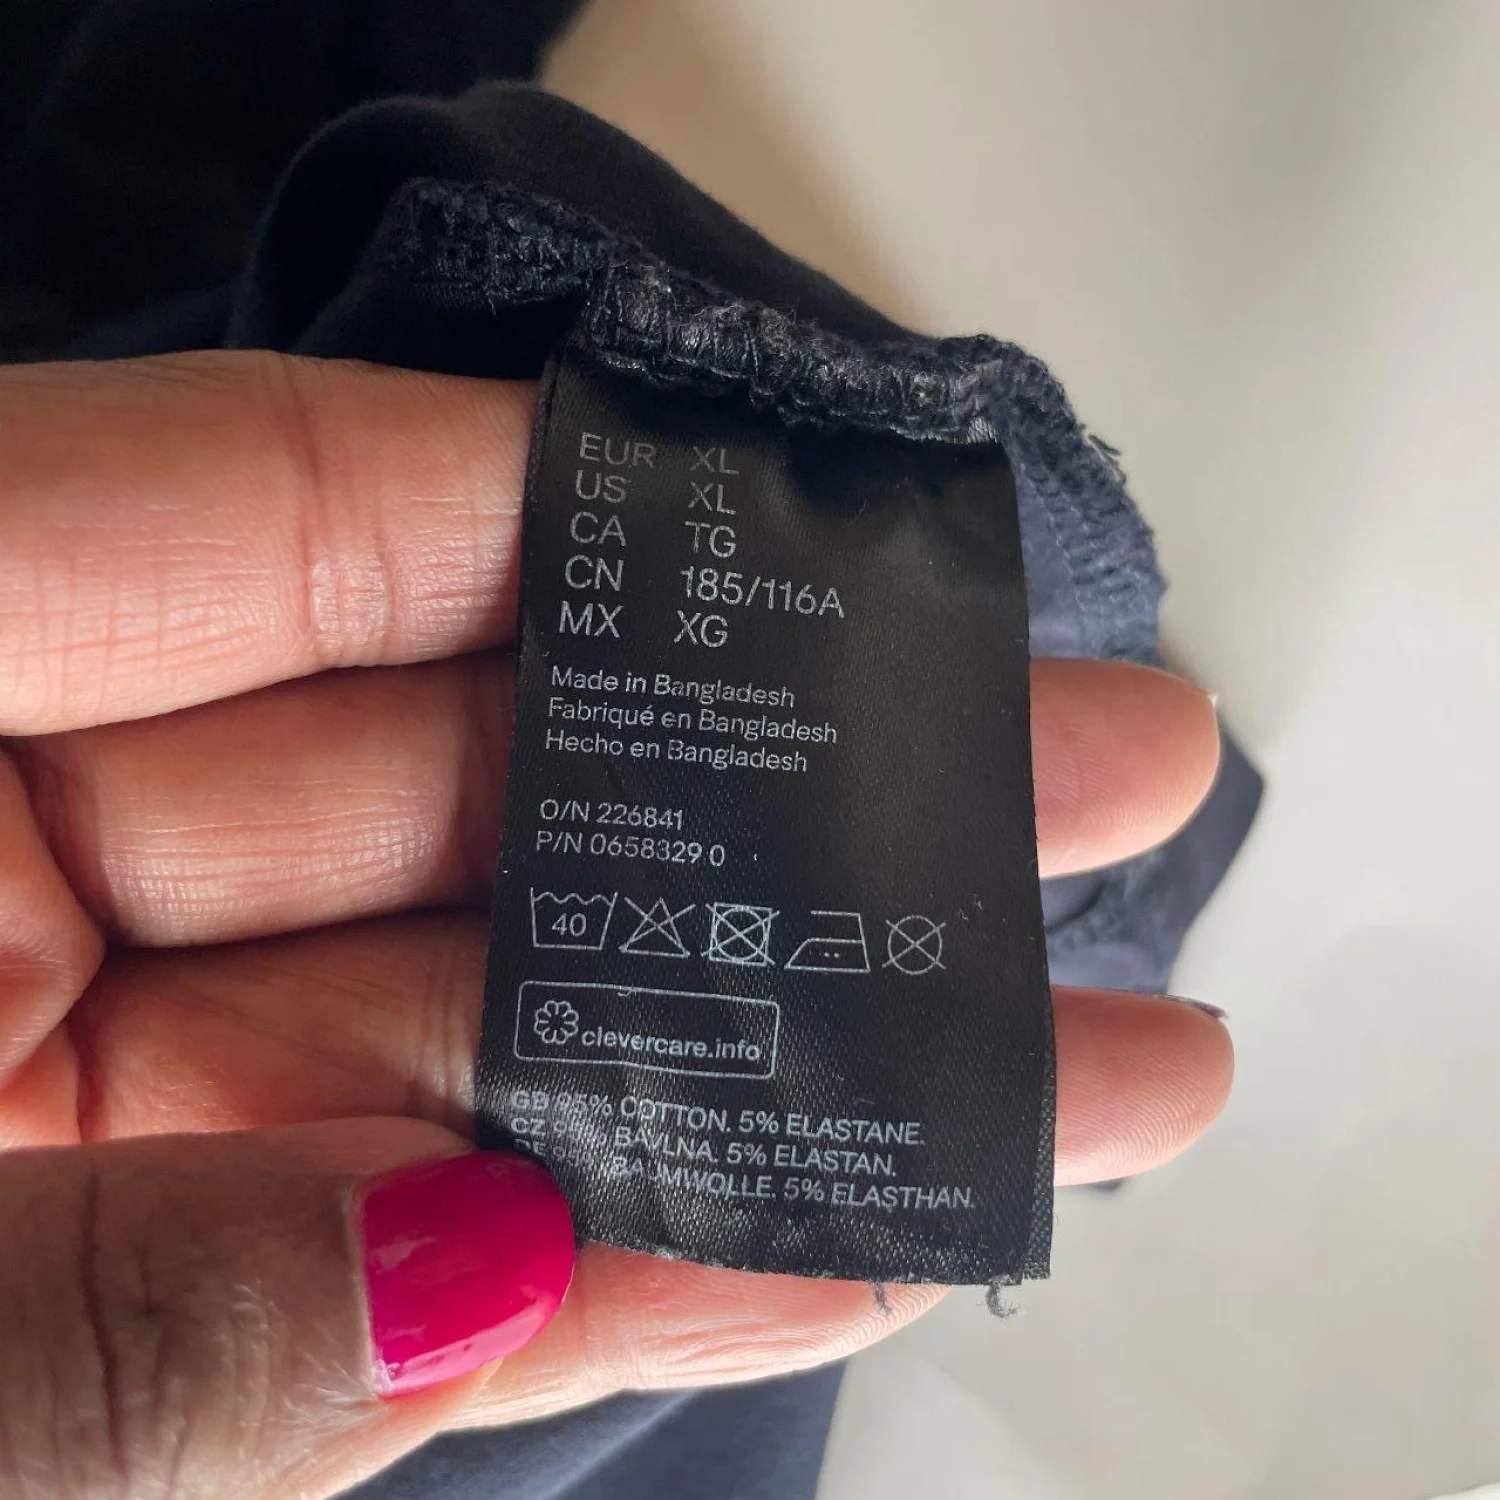 EUR XL
US XL
CA TG
CN 185/116A
MX XG
Made in Bangladesh
Fabriqué en Bangladesh
Hecho en Bangladesh
O/N 226841
P/N 0658329 0
40
clevercare.info
GB 95% COTTON. 5% ELASTANE.
CZ BAVLNA. 5% ELASTAN.
DE BAUMWOLLE. 5% ELASTHAN.